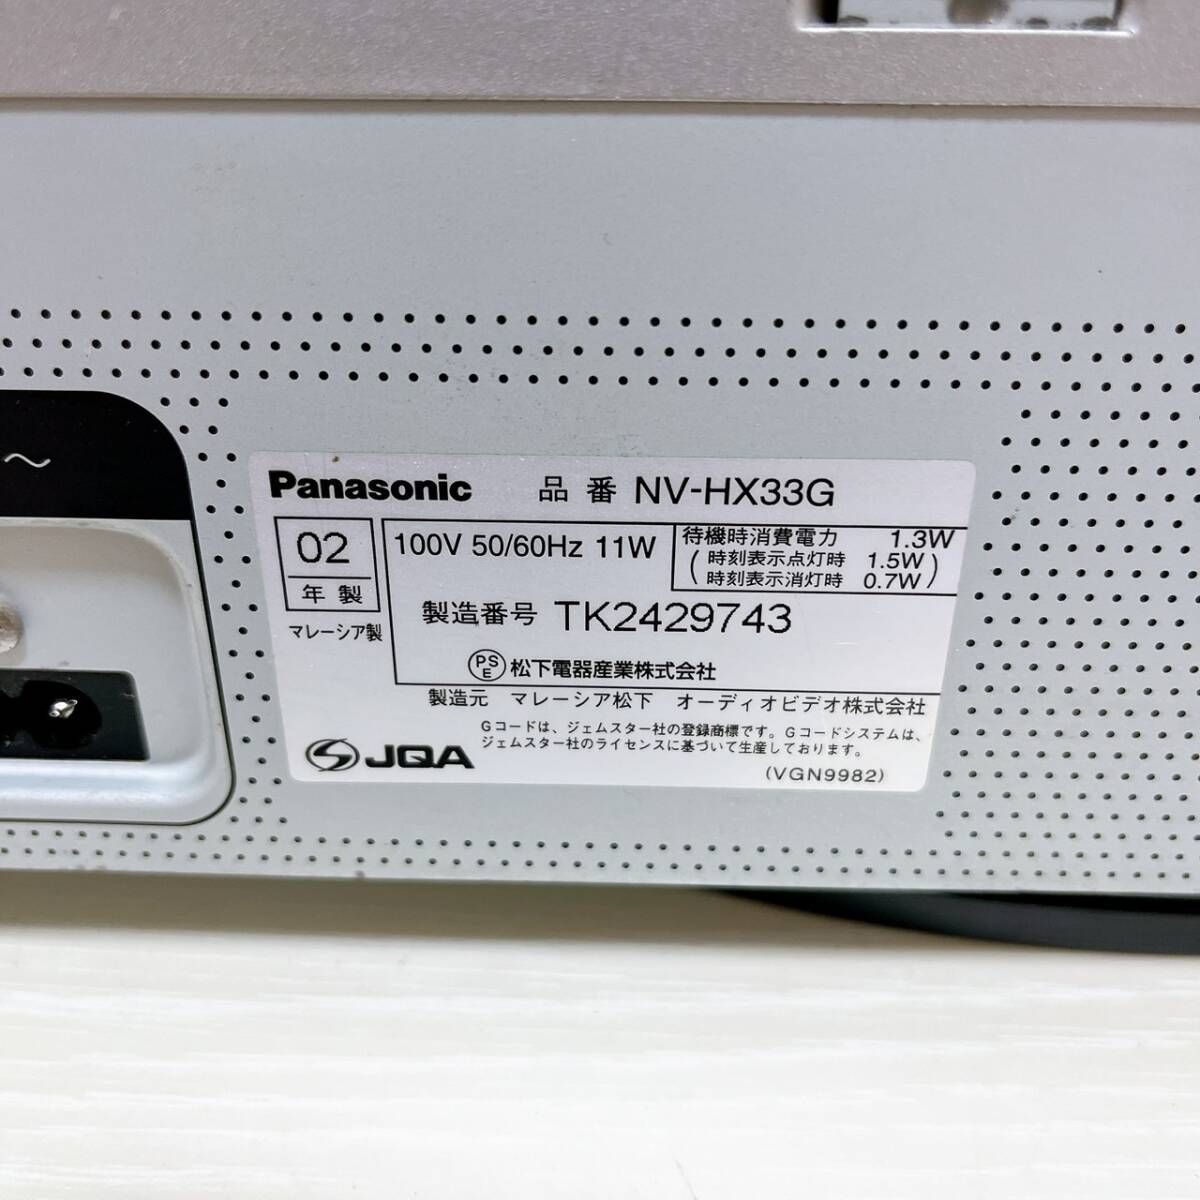 ～
Panasonic 品番 NV-HX33G
02
年製
マレーシア製
100V 50/60Hz 11W
待機時消費電力 1.3W
(時刻表示点灯時 1.5W
時刻表示消灯時 0.7W)
製造番号 TK2429743
PSE 松下電器産業株式会社
製造元 マレーシア松下 オーディオビデオ株式会社
Gコードは、ジェムスター社の登録商標です。Gコードシステムは、
ジェムスター社のライセンスに基づいて生産しております。
JQA
(VGN9982)